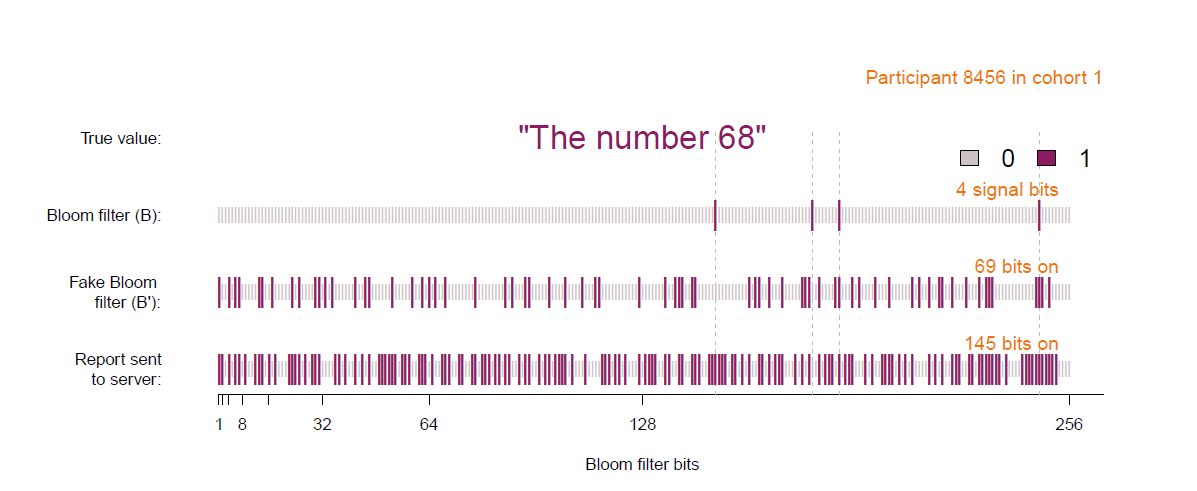 Participant 8456 in cohort 1
True value:
"The number 68"
0 1
4 signal bits
Bloom filter (B):
69 bits on
Fake Bloom
filter (B'):
145 bits on
Report sent
to server:
1 8 32 64 128 256
Bloom filter bits